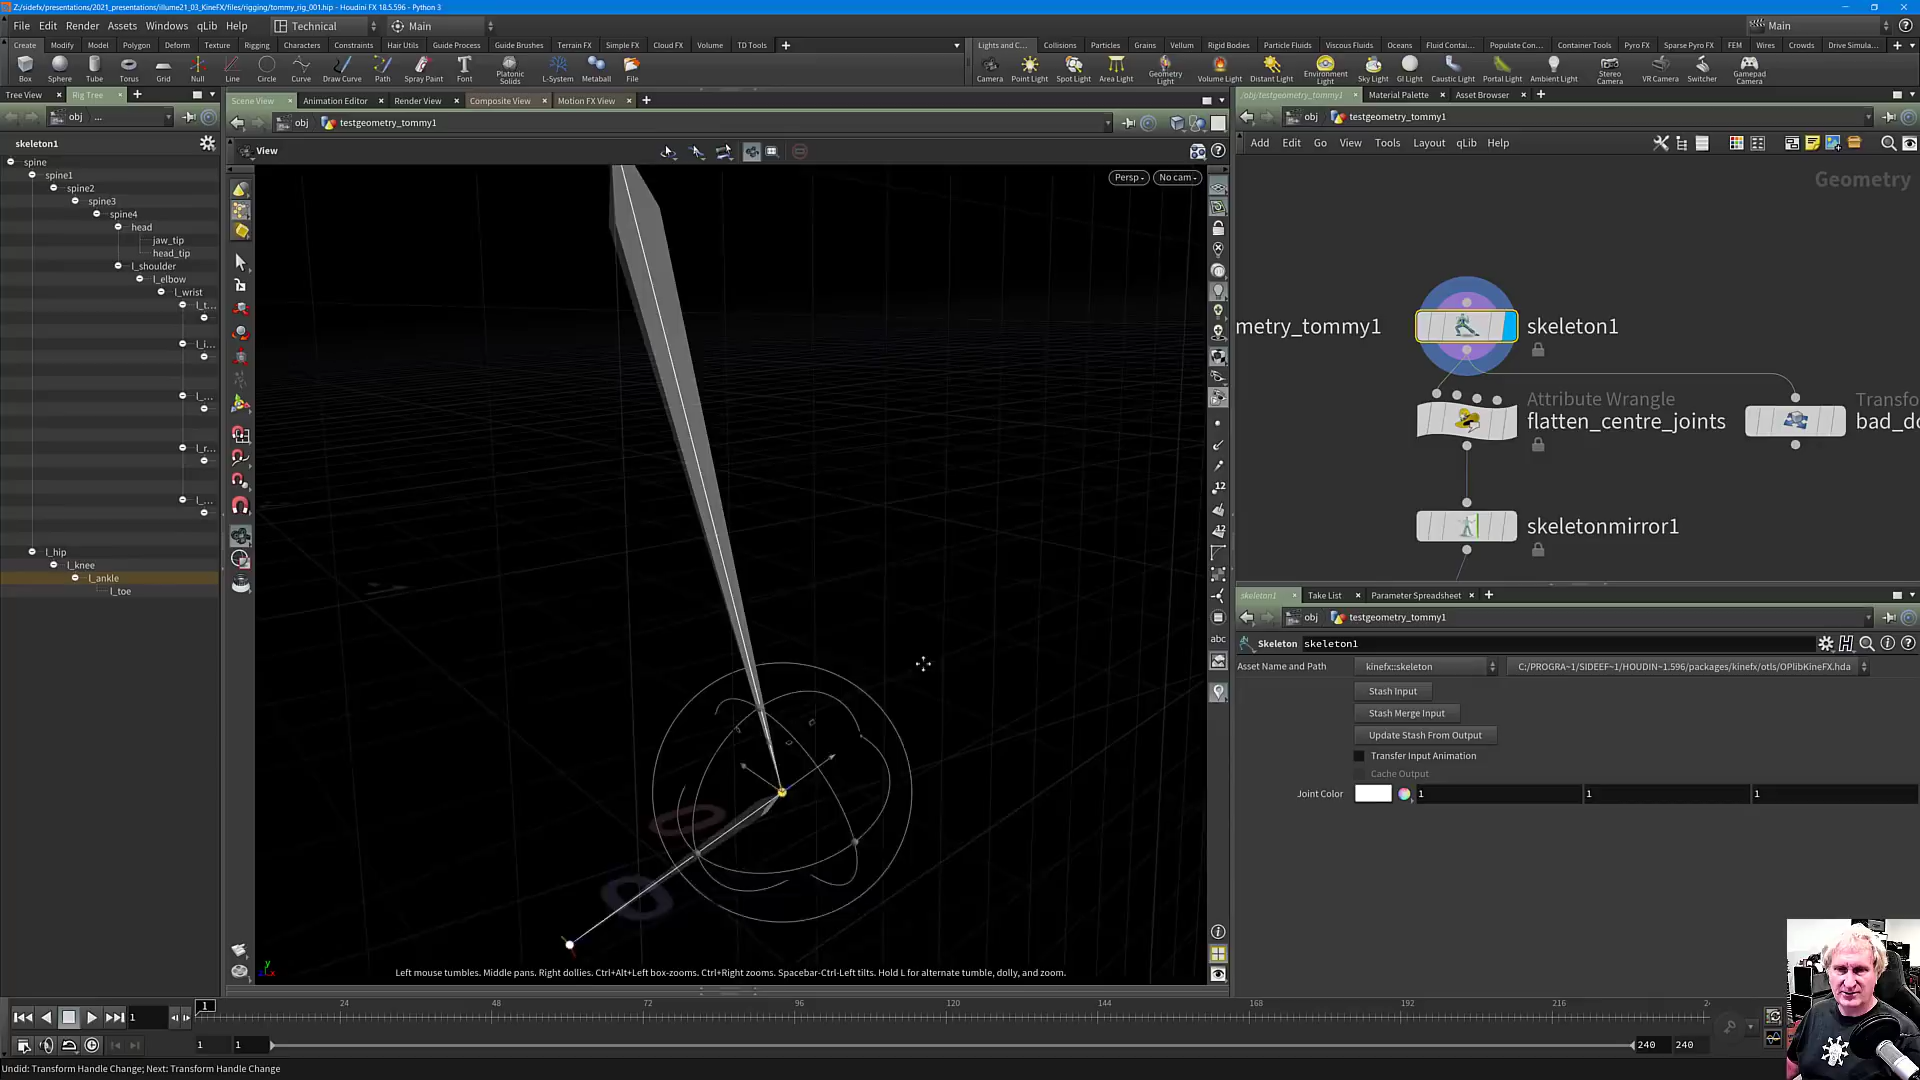 Z:/sidefx/presentations/2021_presentations/illume21_03_KineFX/files/rigging/tommy_rig_001.hip - Houdini FX 18.5.596 - Python 3
File Edit Render Assets Windows qLib Help Technical Main Main
Create Modify Model Polygon Deform Texture Rigging Characters Constraints Hair Utils Guide Process Guide Brushes Terrain FX Simple FX Cloud FX Volume TD Tools
Lights and C... Collisions Particles Grains Vellum Rigid Bodies Particle Fluids Viscous Fluids Oceans Fluid Contai... Populate Con... Container Tools Pyro FX Sparse Pyro FX FEM Wires Crowds Drive Simula...
Box Sphere Tube Torus Grid Null Line Circle Curve Draw Curve Path Spray Paint Font Platonic Solids L-System Metaball File
Camera Point Light Spot Light Area Light Geometry Light Volume Light Distant Light Environment Light Sky Light GI Light Caustic Light Portal Light Ambient Light Stereo Camera VR Camera Switcher Gamepad Camera
Tree View Rig Tree
Scene View Animation Editor Render View Composite View Motion FX View
/obj/testgeometry_tommy1 Material Palette Asset Browser
obj ...
obj testgeometry_tommy1
obj testgeometry_tommy1
skeleton1
View
Add Edit Go View Tools Layout qLib Help
Persp No cam
Geometry
spine
spine1
spine2
spine3
spine4
head
jaw_tip
head_tip
l_shoulder
l_elbow
l_wrist
l_t...
l_i...
l_...
l_r...
l_...
l_hip
l_knee
l_ankle
l_toe
metry_tommy1
skeleton1
Attribute Wrangle
flatten_centre_joints
Transfo
bad_do
skeletonmirror1
12
12
abc
0
0
skeleton1 Take List Parameter Spreadsheet
obj testgeometry_tommy1
Skeleton skeleton1
Asset Name and Path kinefx::skeleton C:/PROGRA~1/SIDEEF~1/HOUDIN~1.596/packages/kinefx/otls/OPlibKineFX.hda
Stash Input
Stash Merge Input
Update Stash From Output
Transfer Input Animation
Cache Output
Joint Color 1 1 1
y
x
Left mouse tumbles. Middle pans. Right dollies. Ctrl+Alt+Left box-zooms. Ctrl+Right zooms. Spacebar-Ctrl-Left tilts. Hold L for alternate tumble, dolly, and zoom.
1 1 24 48 72 96 120 144 168 192 216 2
1 1 240 240
Undid: Transform Handle Change; Next: Transform Handle Change